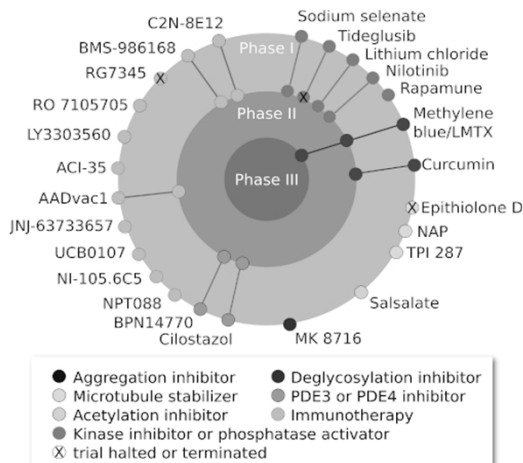 Sodium selenate
C2N-8E12
Tideglusib
BMS-986168
Phase I
Lithium chloride
RG7345
X
Nilotinib
Rapamune
RO 7105705
X
Phase II
Methylene
blue/LMTX
LY3303560
ACI-35
Phase III
Curcumin
AADvac1
X Epithiolone D
JNJ-63733657
NAP
UCB0107
TPI 287
NI-105.6C5
NPT088
Salsalate
BPN14770
Cilostazol
MK 8716
Aggregation inhibitor
Deglycosylation inhibitor
Microtubule stabilizer
PDE3 or PDE4 inhibitor
Acetylation inhibitor
Immunotherapy
Kinase inhibitor or phosphatase activator
X trial halted or terminated